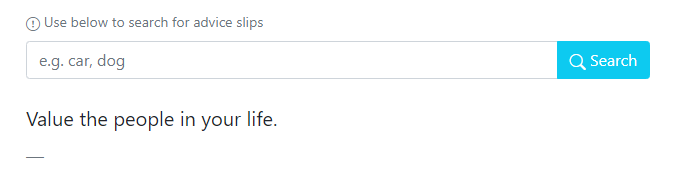 Use below to search for advice slips
e.g. car, dog
Search
Value the people in your life.